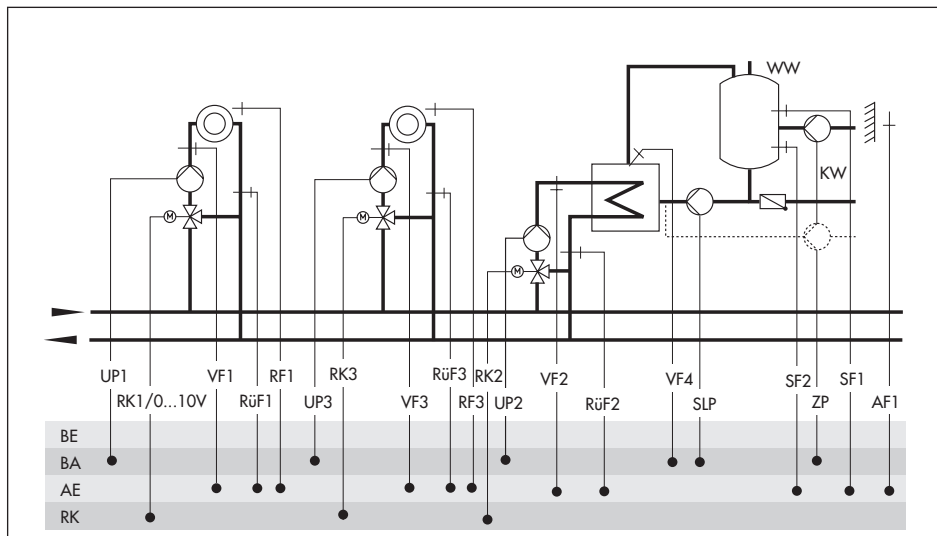 WW
KW
M
M
M
UP1 VF1 RF1 RK3 RüF3 RK2 VF2 VF4 SF2 SF1
RK1/0...10V RüF1 UP3 VF3 RF3 UP2 RüF2 SLP ZP AF1
BE
BA
AE
RK